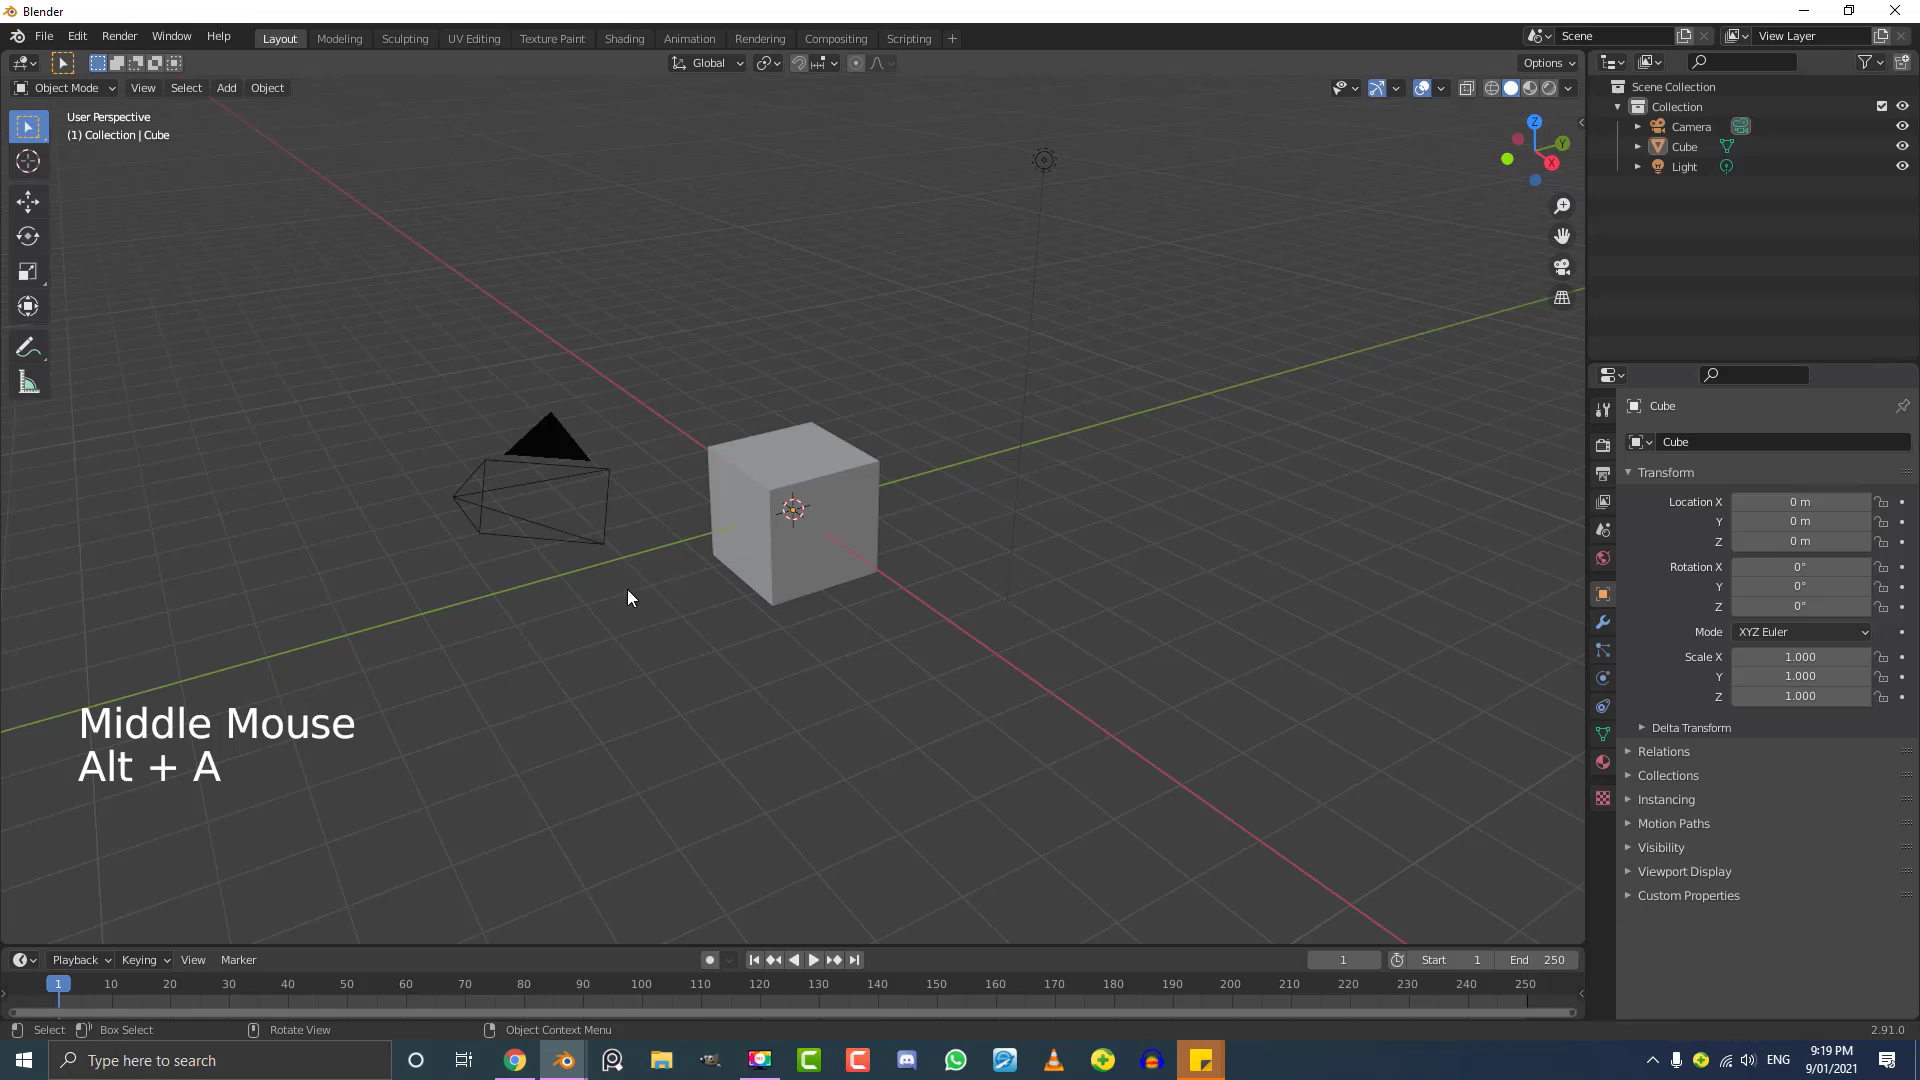 Blender
File Edit Render Window Help
Layout Modeling Sculpting UV Editing Texture Paint Shading Animation Rendering Compositing Scripting +
Scene
View Layer
Global
Options
Object Mode View Select Add Object
User Perspective
(1) Collection | Cube
Z
Y
X
Scene Collection
Collection
Camera
Cube
Light
Cube
Cube
Transform
Location X 0 m
Y 0 m
Z 0 m
Rotation X 0°
Y 0°
Z 0°
Mode XYZ Euler
Scale X 1.000
Y 1.000
Z 1.000
Delta Transform
Relations
Collections
Instancing
Motion Paths
Visibility
Viewport Display
Custom Properties
Middle Mouse
Alt + A
Playback Keying View Marker
1 Start 1 End 250
1 10 20 30 40 50 60 70 80 90 100 110 120 130 140 150 160 170 180 190 200 210 220 230 240 250
Select Box Select Rotate View Object Context Menu 2.91.0
Type here to search
ENG
9:19 PM
9/01/2021